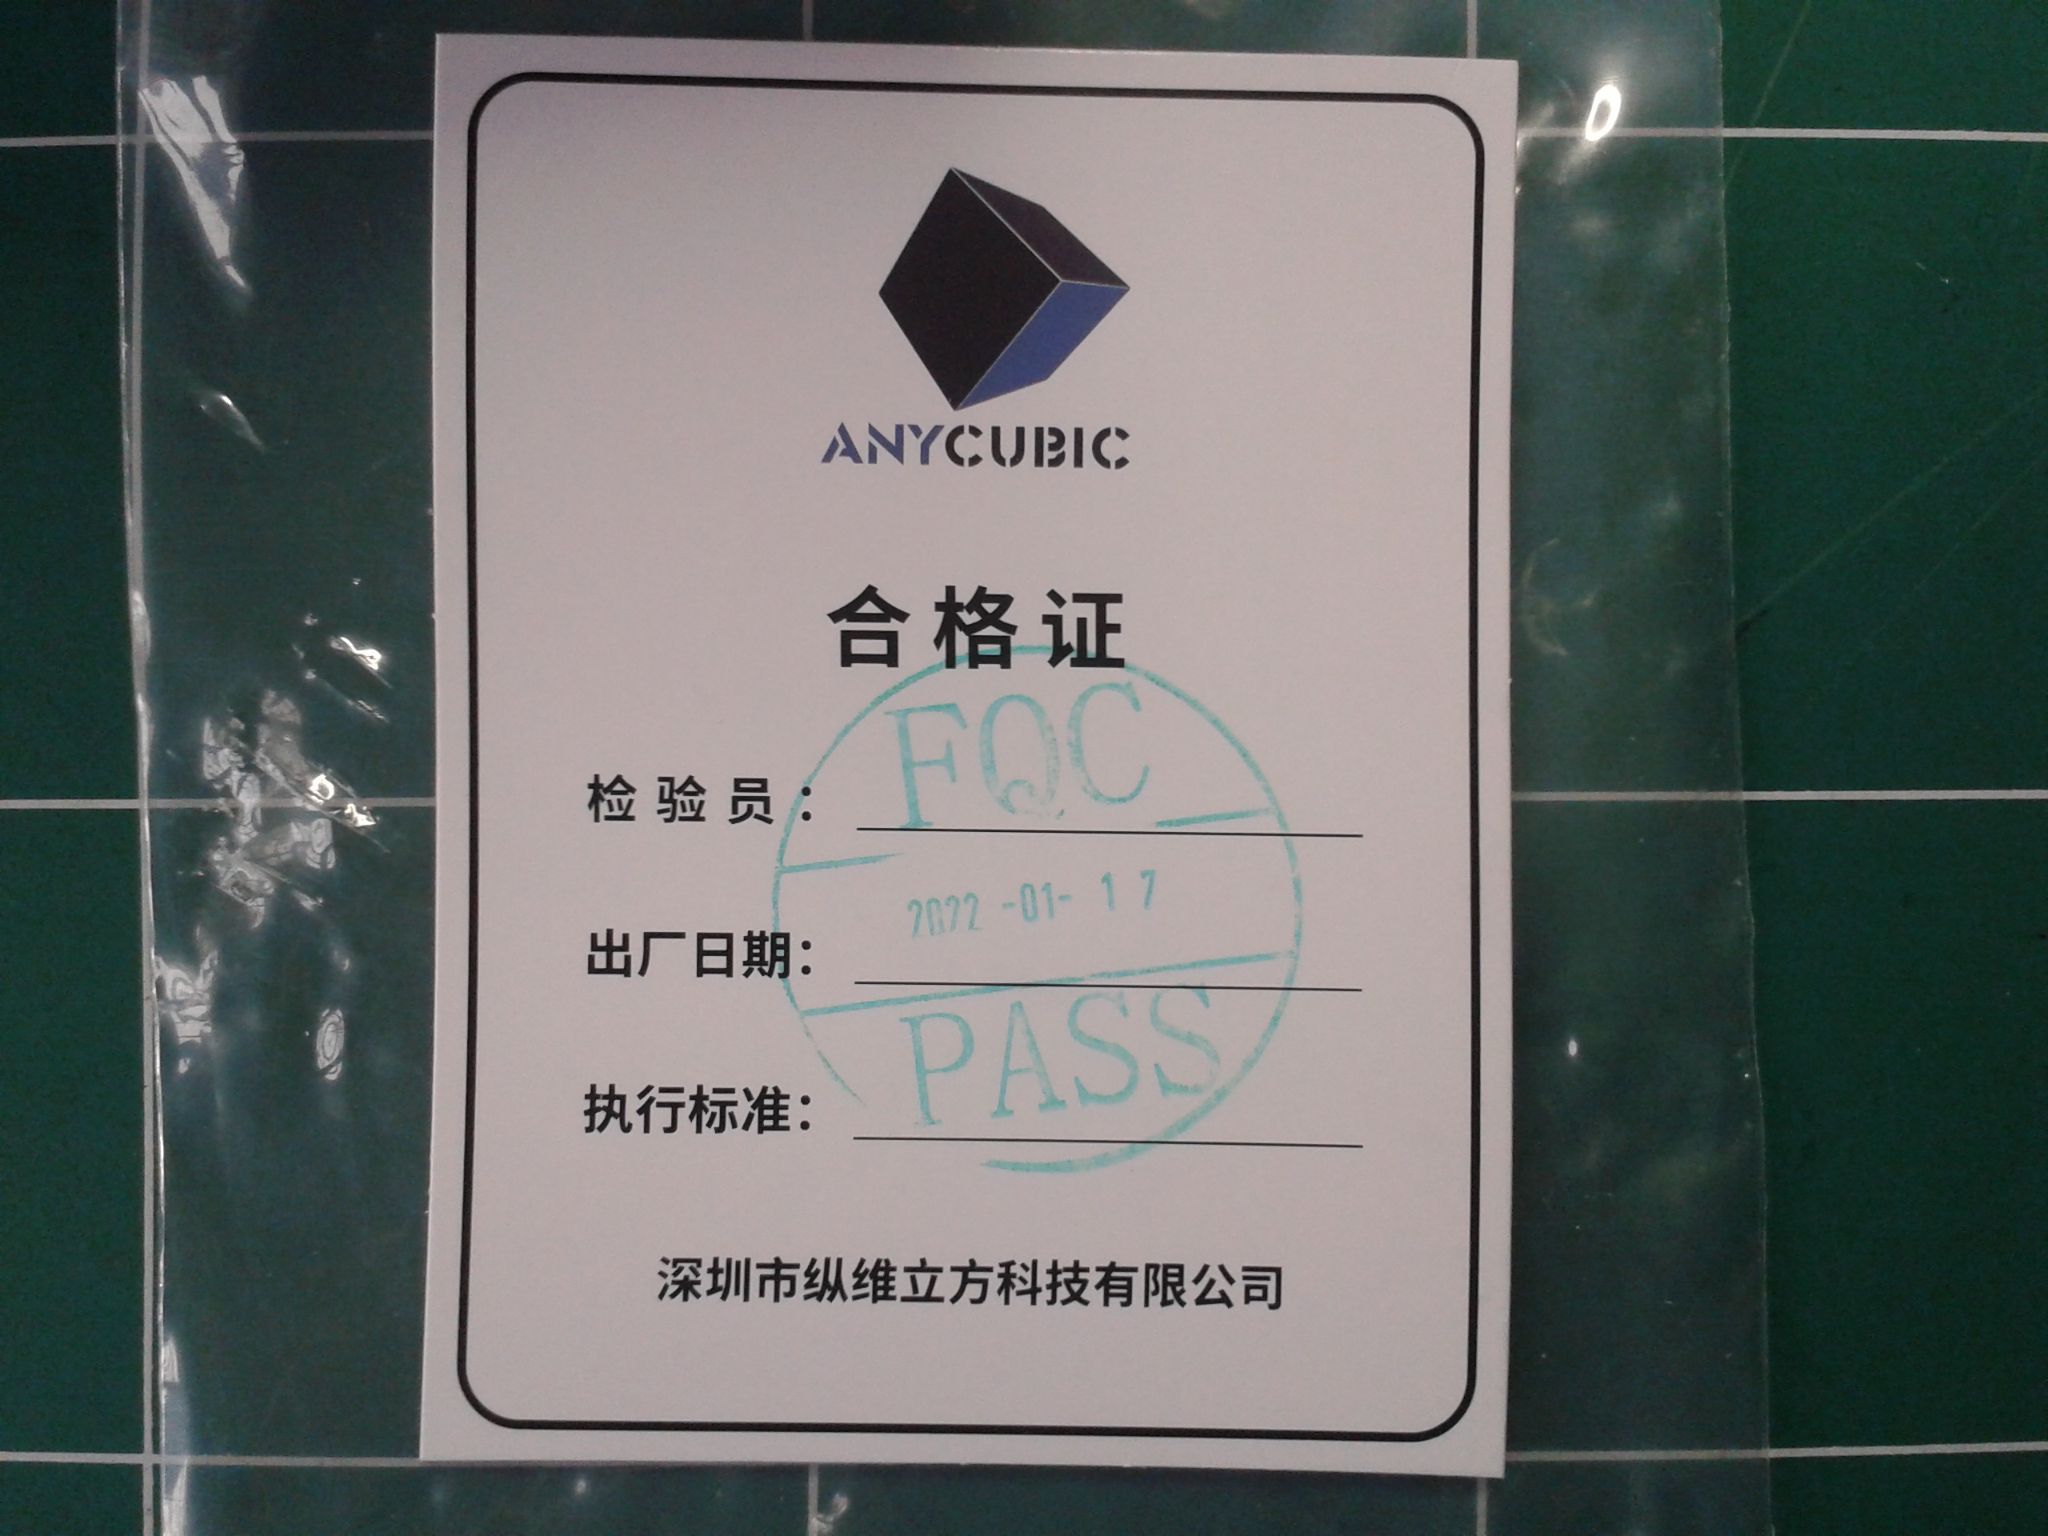 ANYCUBIC
合格证
FQC
检验员：
2022-01-17
出厂日期：
PASS
执行标准：
深圳市纵维立方科技有限公司